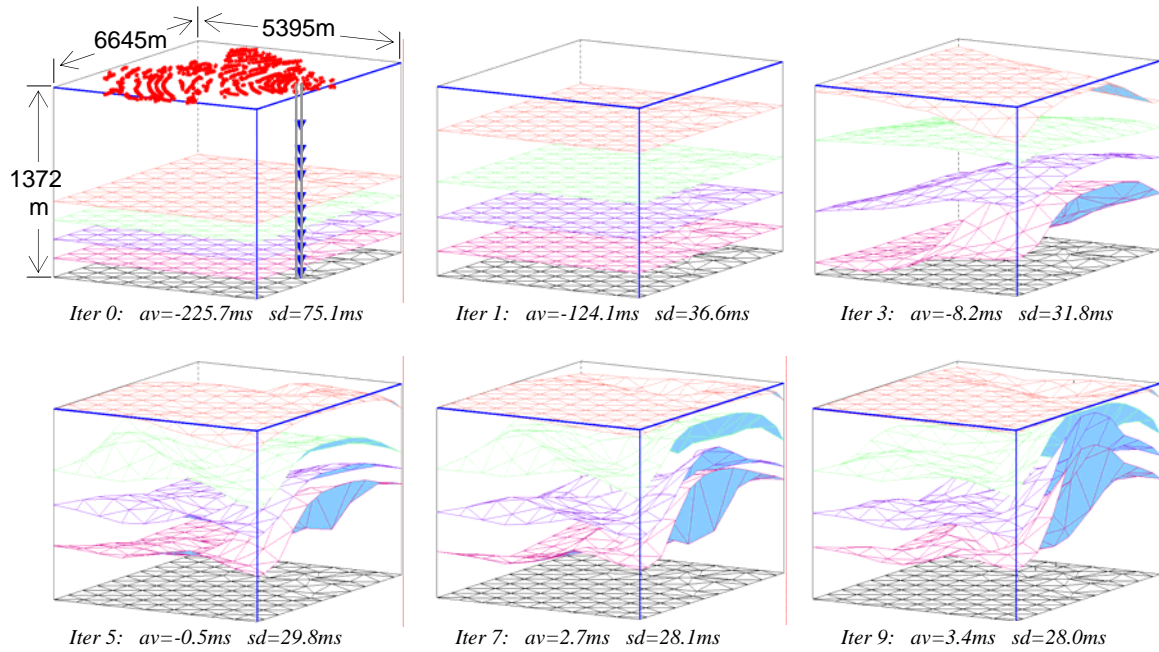 6645m
5395m
1372
m
Iter 0: av=-225.7ms sd=75.1ms
Iter 1: av=-124.1ms sd=36.6ms
Iter 3: av=-8.2ms sd=31.8ms
Iter 5: av=-0.5ms sd=29.8ms
Iter 7: av=2.7ms sd=28.1ms
Iter 9: av=3.4ms sd=28.0ms